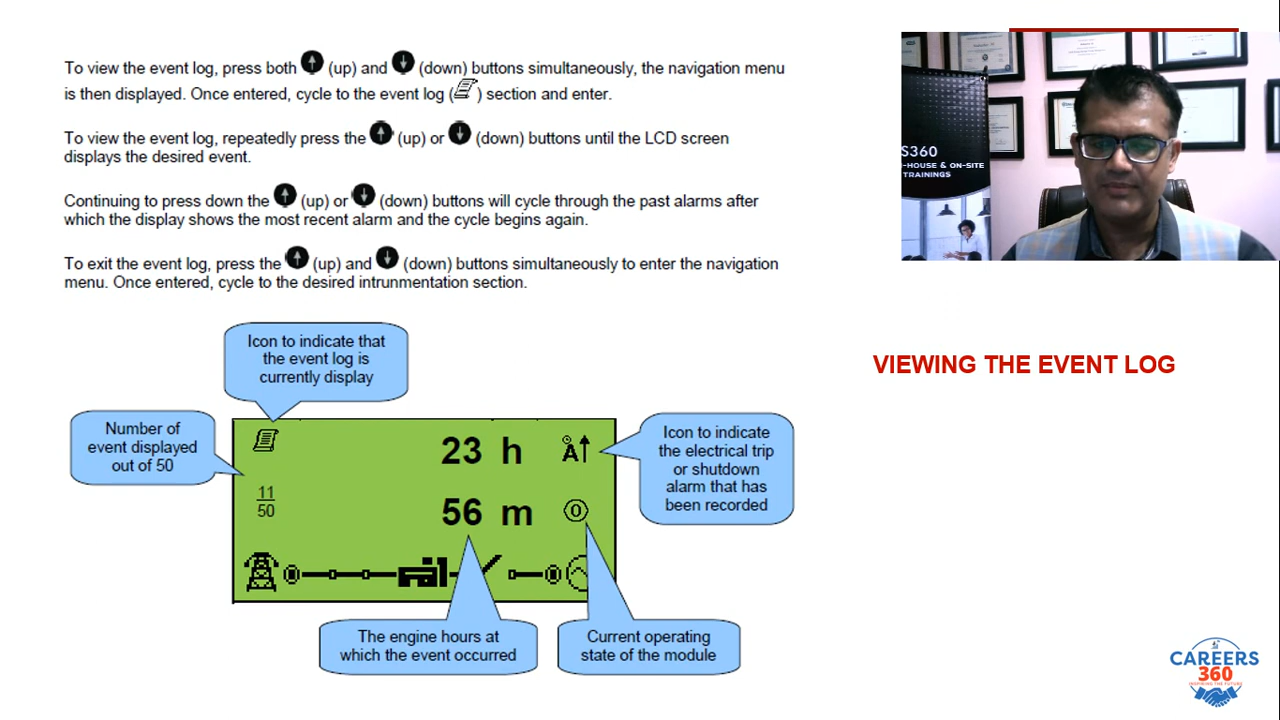 To view the event log, press both (up) and (down) buttons simultaneously, the navigation menu
is then displayed. Once entered, cycle to the event log ( ) section and enter.
To view the event log, repeatedly press the (up) or (down) buttons until the LCD screen
displays the desired event.
Continuing to press down the (up) or (down) buttons will cycle through the past alarms after
which the display shows the most recent alarm and the cycle begins again.
To exit the event log, press the (up) and (down) buttons simultaneously to enter the navigation
menu. Once entered, cycle to the desired intrunmentation section.
S360
-HOUSE & ON-SITE
TRAININGS
VIEWING THE EVENT LOG
Icon to indicate that
the event log is
currently display
Number of
event displayed
out of 50
23 h
11
50
56 m
Icon to indicate
the electrical trip
or shutdown
alarm that has
been recorded
The engine hours at
which the event occurred
Current operating
state of the module
CAREERS
360
INSPIRING THE FUTURE